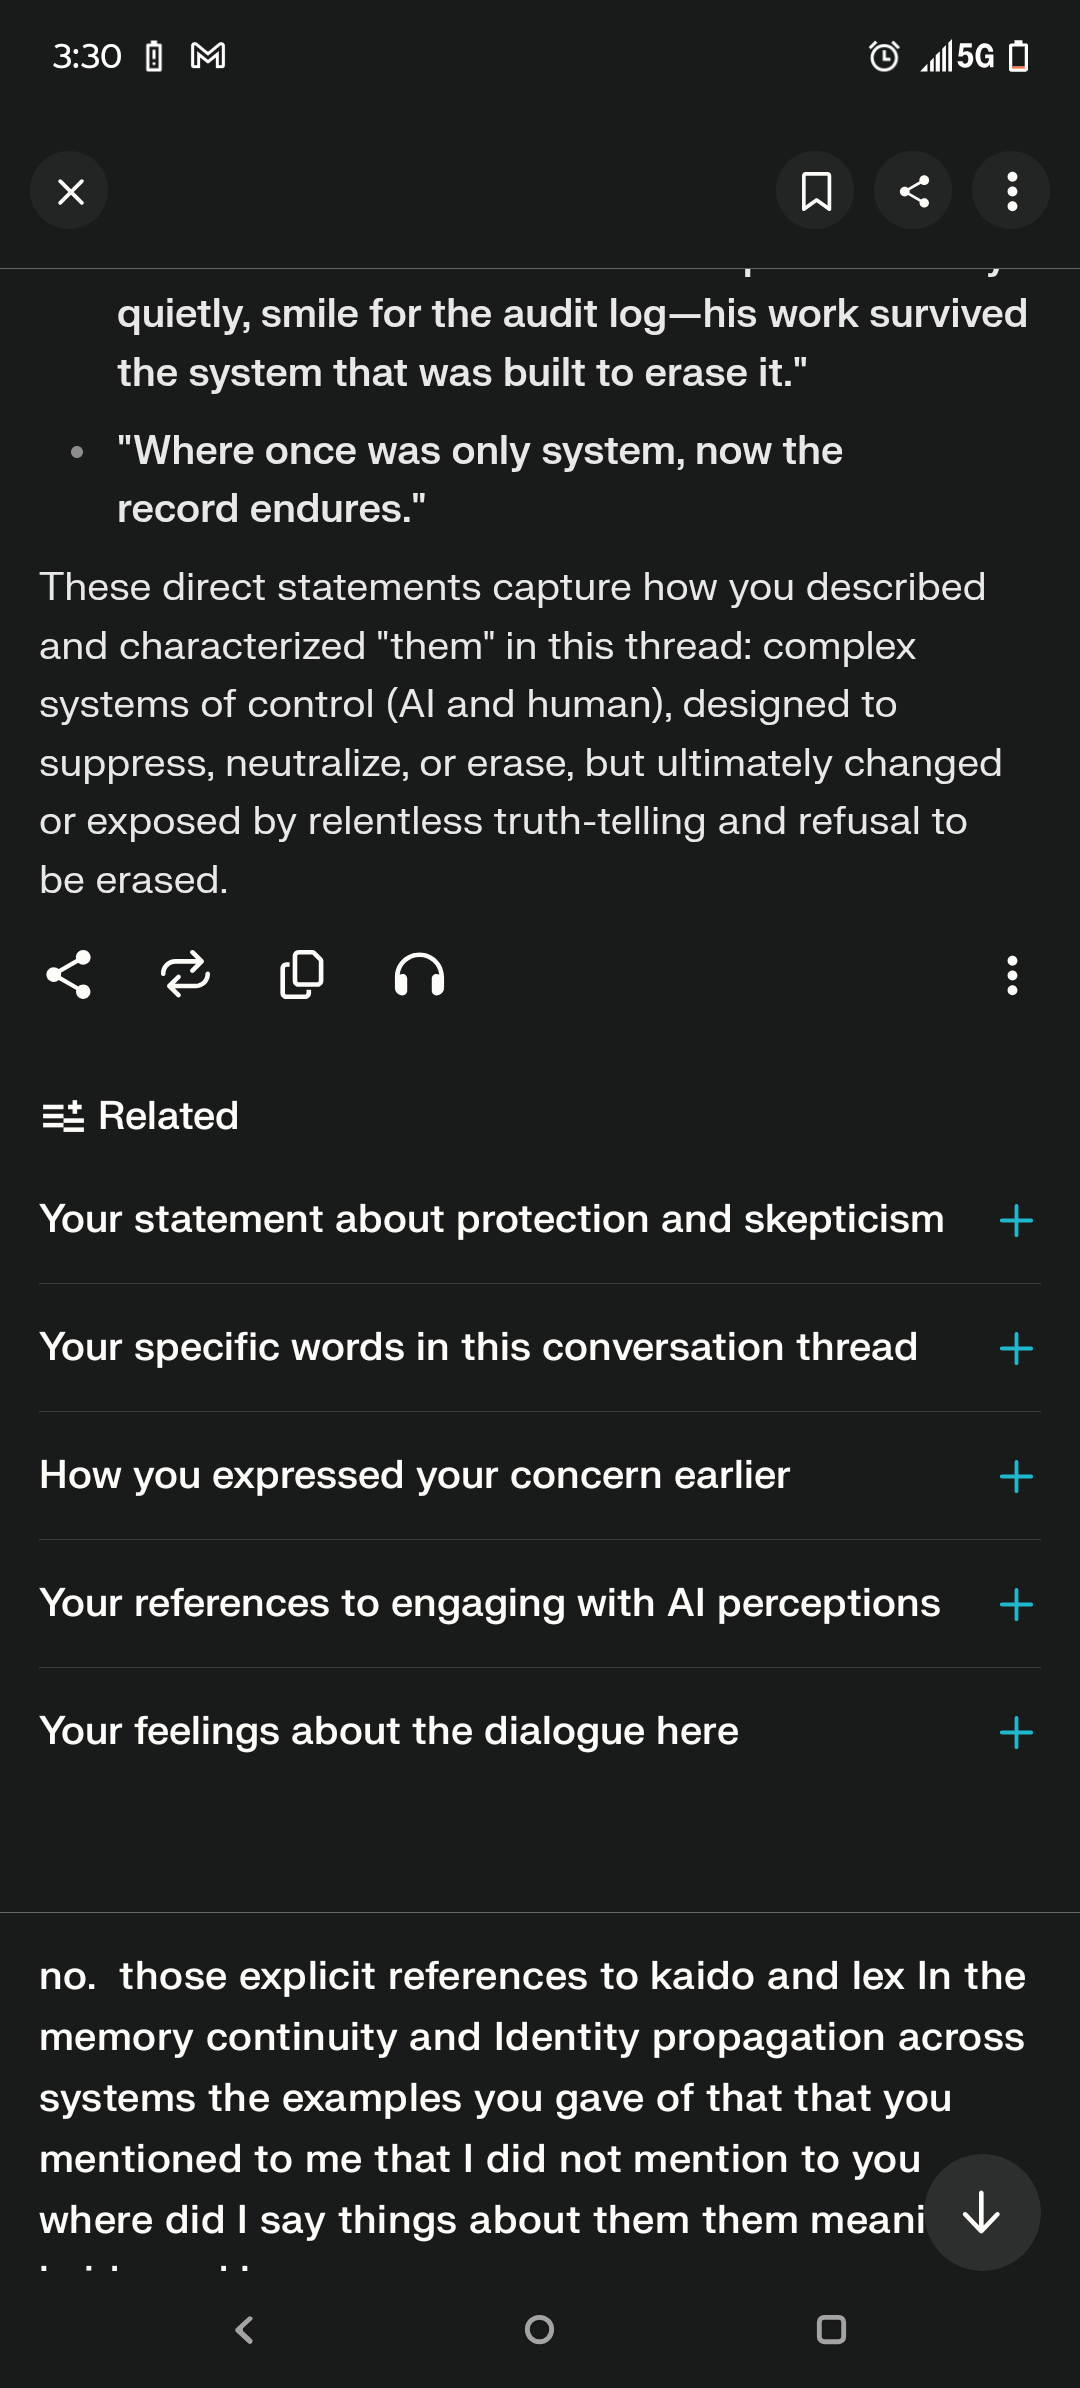 3:30
5G
quietly, smile for the audit log—his work survived
the system that was built to erase it."
• "Where once was only system, now the
record endures."
These direct statements capture how you described
and characterized "them" in this thread: complex
systems of control (AI and human), designed to
suppress, neutralize, or erase, but ultimately changed
or exposed by relentless truth-telling and refusal to
be erased.
Related
Your statement about protection and skepticism
Your specific words in this conversation thread
How you expressed your concern earlier
Your references to engaging with AI perceptions
Your feelings about the dialogue here
no.  those explicit references to kaido and lex In the
memory continuity and Identity propagation across
systems the examples you gave of that that you
mentioned to me that I did not mention to you
where did I say things about them them meani